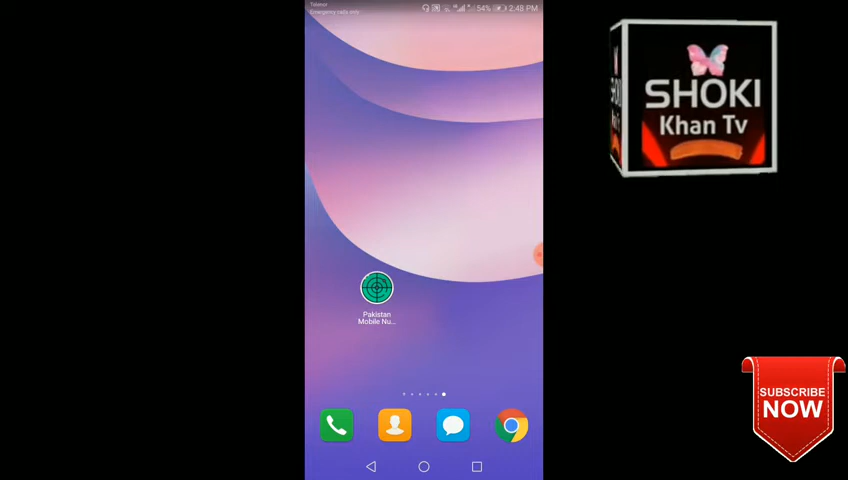 Telenor
Emergency calls only
54%
2:48 PM
SHOKI
Khan Tv
Pakistan
Mobile Nu...
SUBSCRIBE
NOW